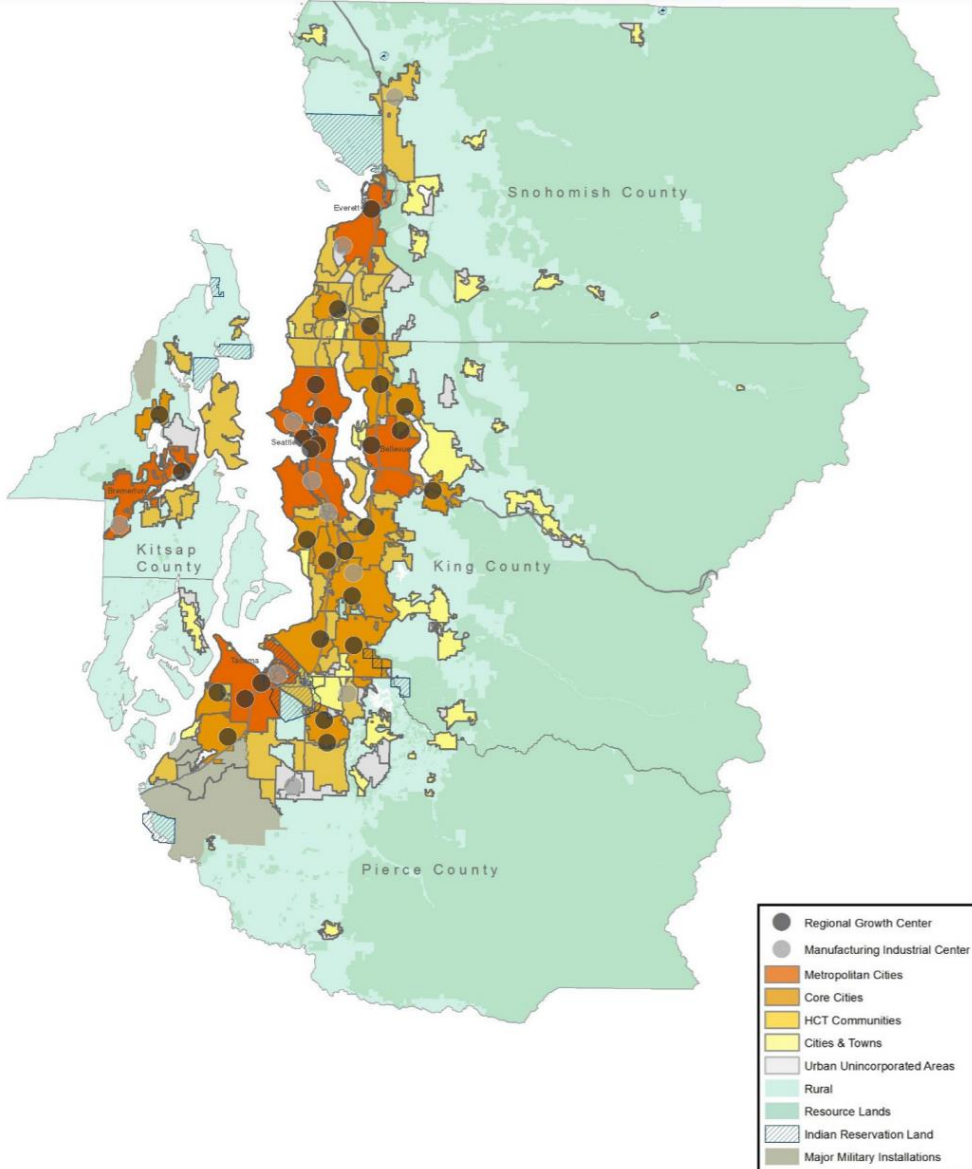 Snohomish County
Everett
Seattle
Bellevue
Bremerton
Kitsap
County
King County
Tacoma
Pierce County
Regional Growth Center
Manufacturing Industrial Center
Metropolitan Cities
Core Cities
HCT Communities
Cities & Towns
Urban Unincorporated Areas
Rural
Resource Lands
Indian Reservation Land
Major Military Installations